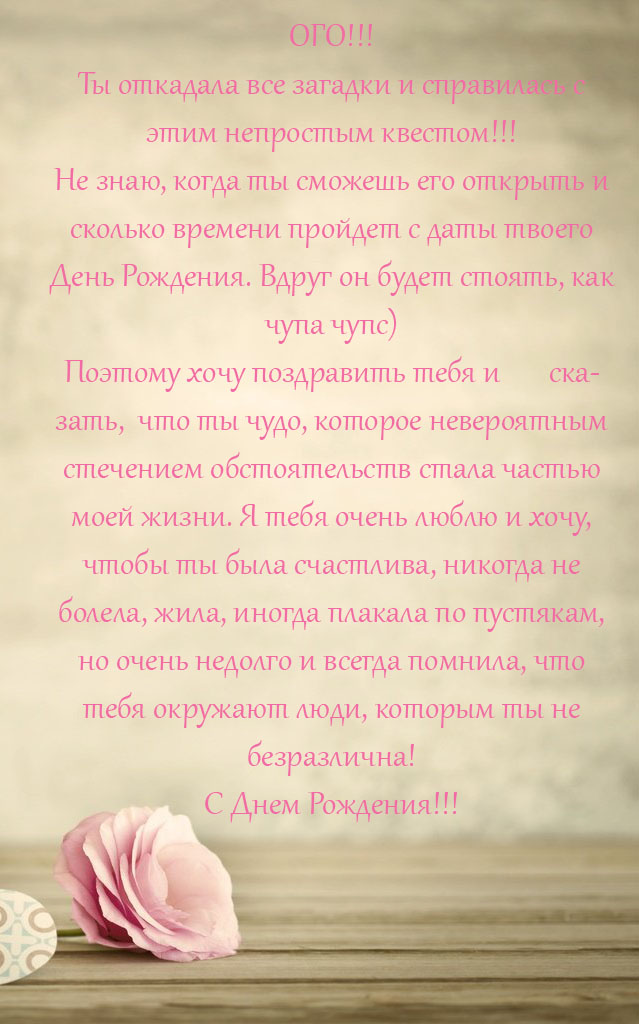 ОГО!!!
Ты откадала все загадки и справилась с
этим непростым квестом!!!
Не знаю, когда ты сможешь его открыть и
сколько времени пройдет с даты твоего
День Рождения. Вдруг он будет стоять, как
чупа чупс)
Поэтому хочу поздравить тебя и ска-
зать, что ты чудо, которое невероятным
стечением обстоятельств стала частью
моей жизни. Я тебя очень люблю и хочу,
чтобы ты была счастлива, никогда не
болела, жила, иногда плакала по пустякам,
но очень недолго и всегда помнила, что
тебя окружают люди, которым ты не
безразлична!
С Днем Рождения!!!